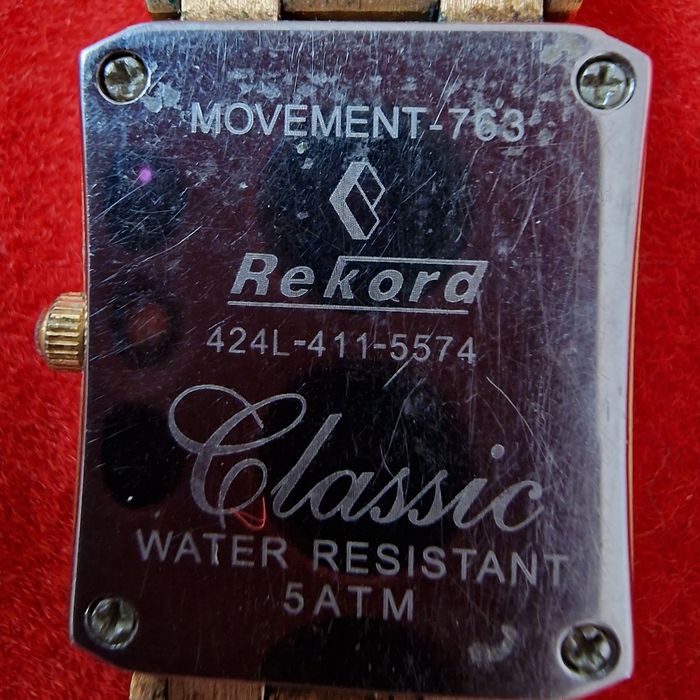 MOVEMENT-763
Rekord
424L-411-5574
Classic
WATER RESISTANT
5ATM